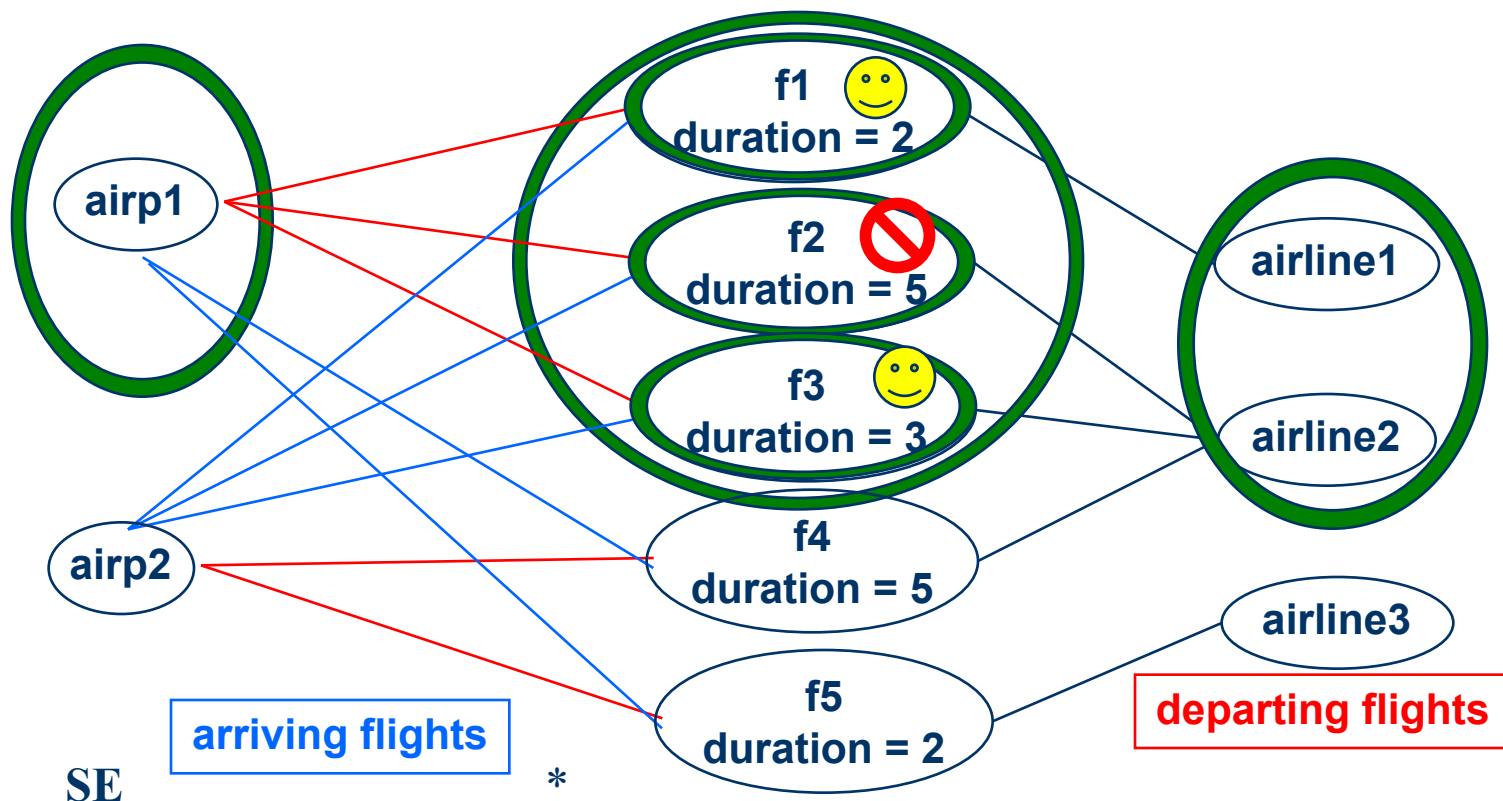 f1
duration = 2
airp1
f2
duration = 5
airline1
f3
duration = 3
airline2
f4
duration = 5
airp2
airline3
f5
duration = 2
arriving flights
departing flights
SE
*